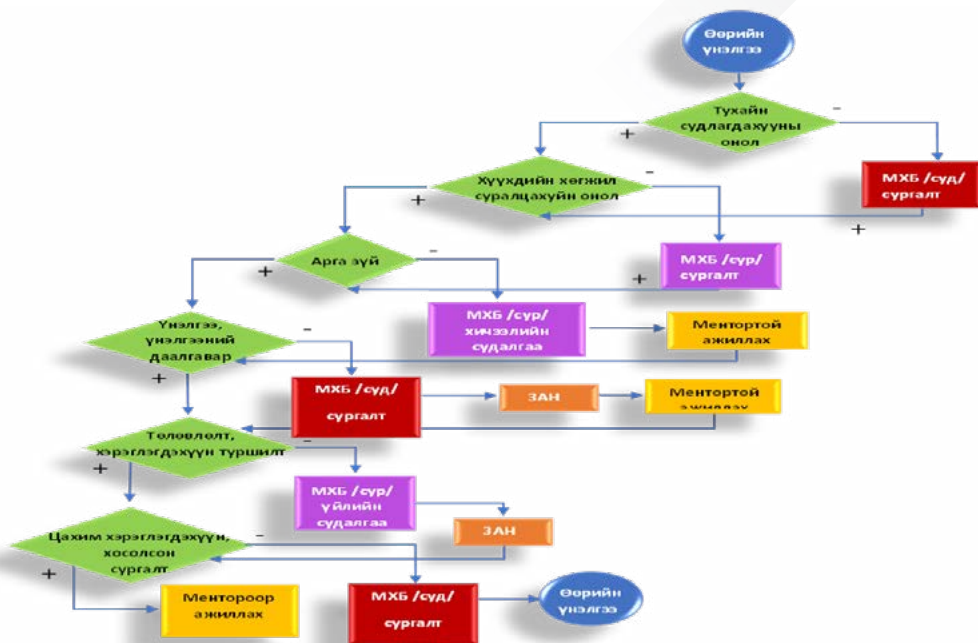 Өөрийн
үнэлгээ
Тухайн
судлагдахууны
онол
МХБ /суд/
сургалт
Хүүхдийн хөгжил
суралцахуйн онол
Арга зүй
МХБ /сур/
сургалт
МХБ /сур/
хичээлийн
судалгаа
Ментортой
ажиллах
Үнэлгээ,
үнэлгээний
даалгавар
МХБ /суд/
сургалт
ЗАН
Ментортой
ажиллах
Төлөвлөлт,
хэрэглэгдэхүүн туршилт
МХБ /сур/
үйлийн
судалгаа
ЗАН
Цахим хэрэглэгдэхүүн,
хосолсон
сургалт
Ментороор
ажиллах
МХБ /суд/
сургалт
Өөрийн
үнэлгээ